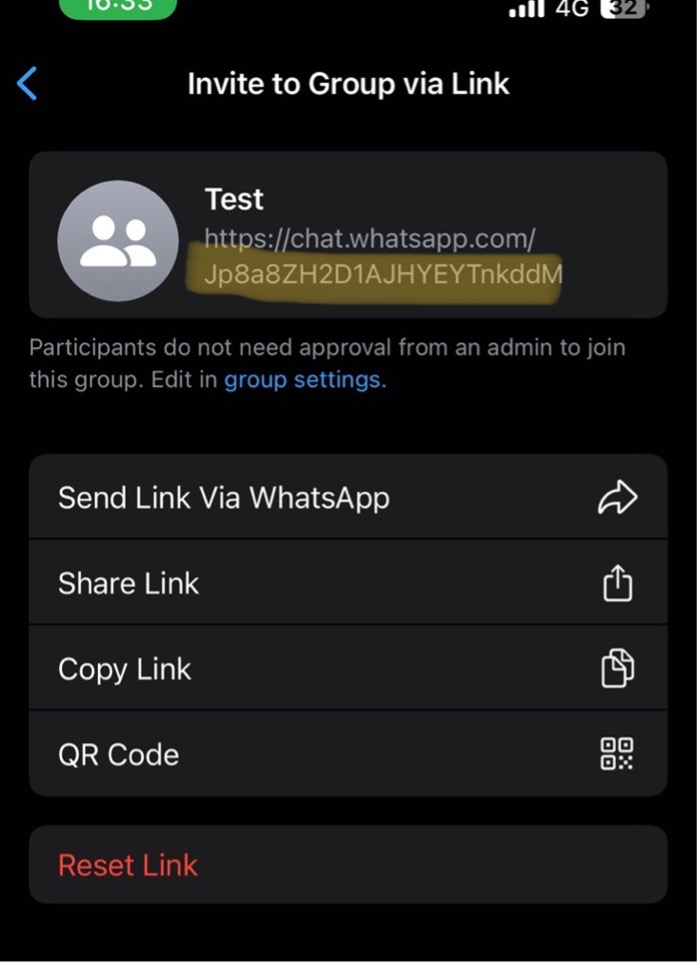 16:33
4G 32
Invite to Group via Link
Test
https://chat.whatsapp.com/
Jp8a8ZH2D1AJHYEYTnkddM
Participants do not need approval from an admin to join
this group. Edit in group settings.
Send Link Via WhatsApp
Share Link
Copy Link
QR Code
Reset Link